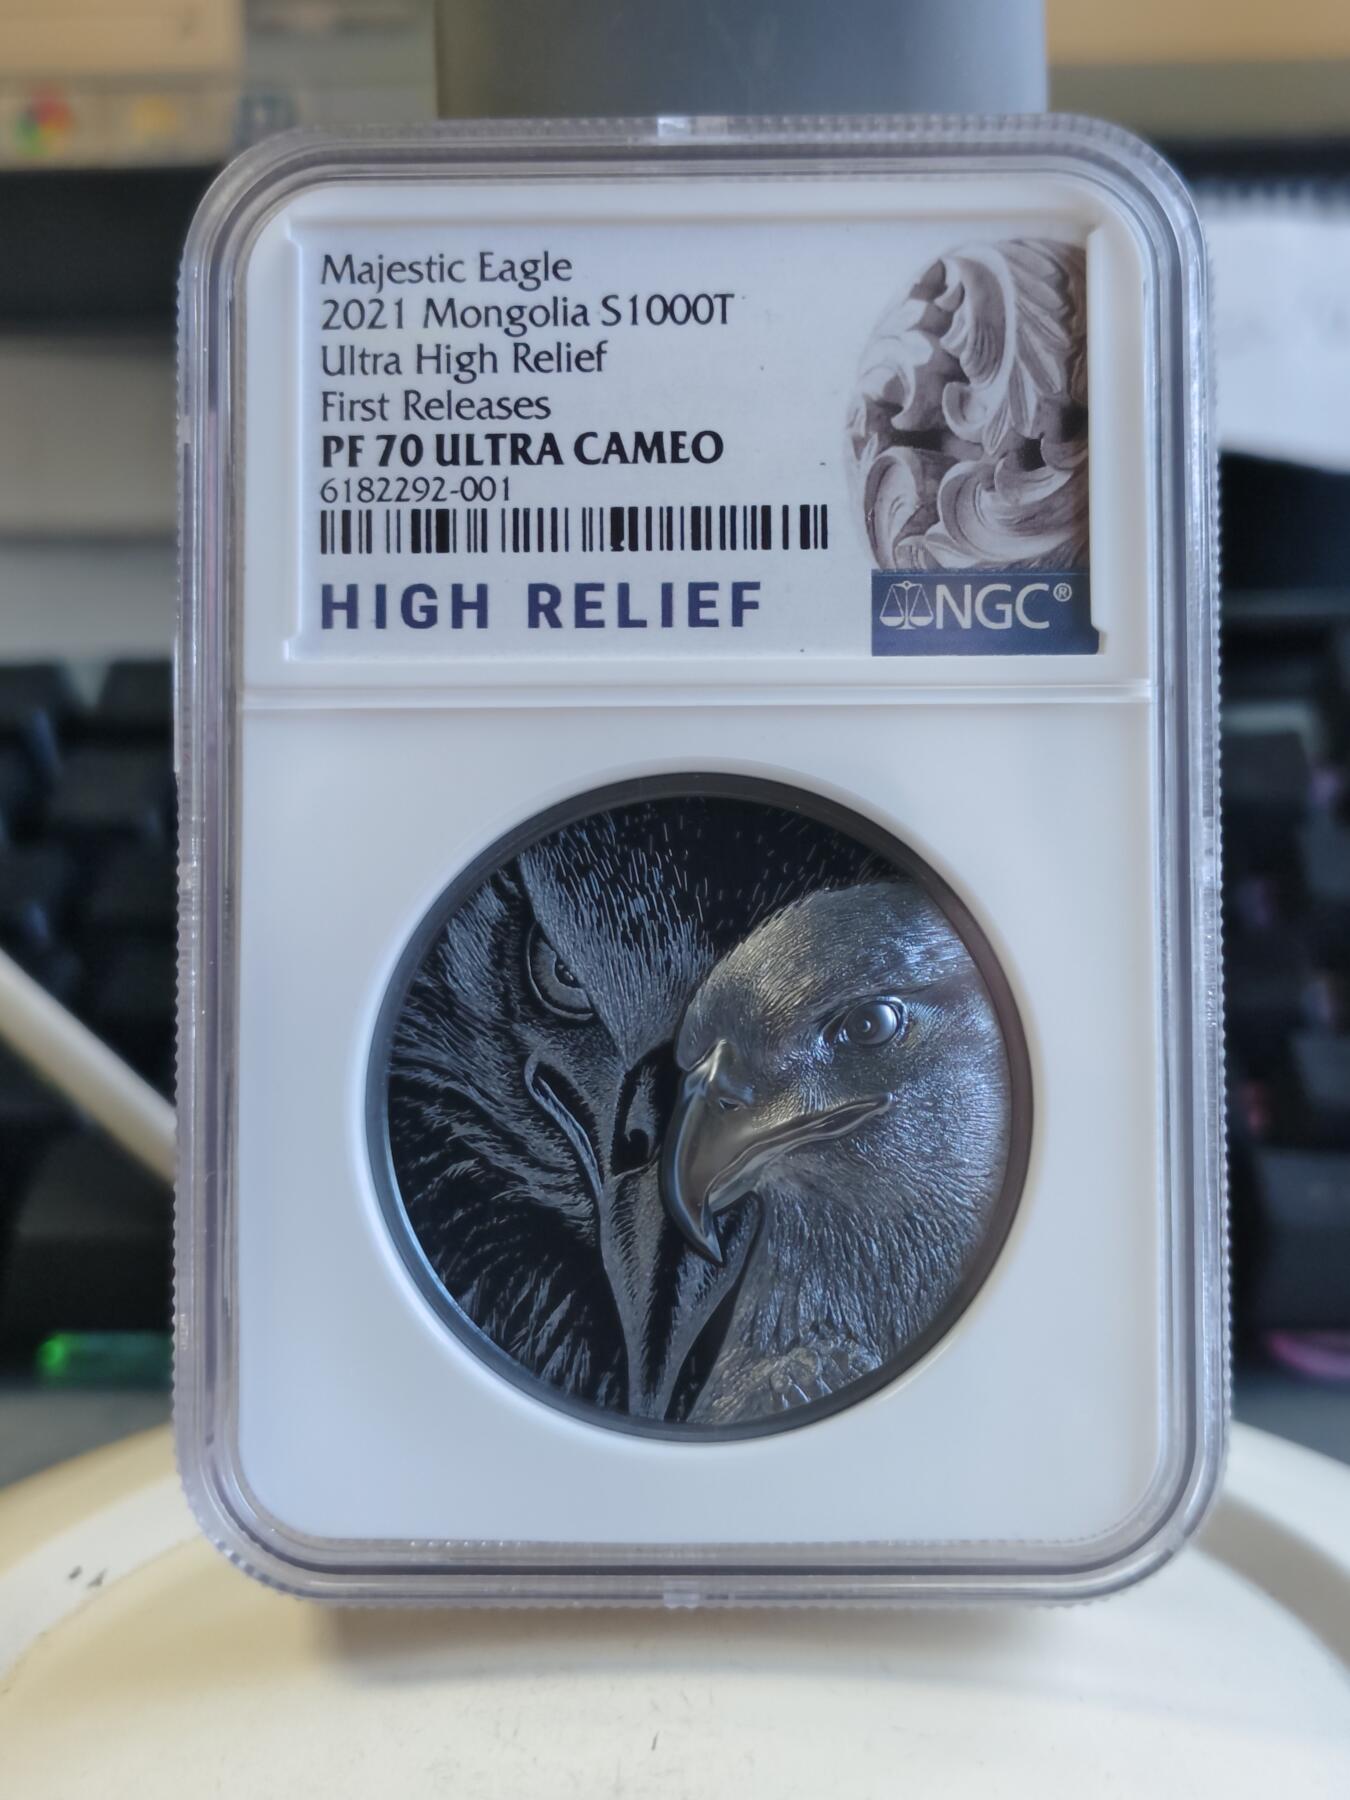 Majestic Eagle
2021 Mongolia S1000T
Ultra High Relief
First Releases
PF 70 ULTRA CAMEO
6182292-001
HIGH RELIEF
NGC®